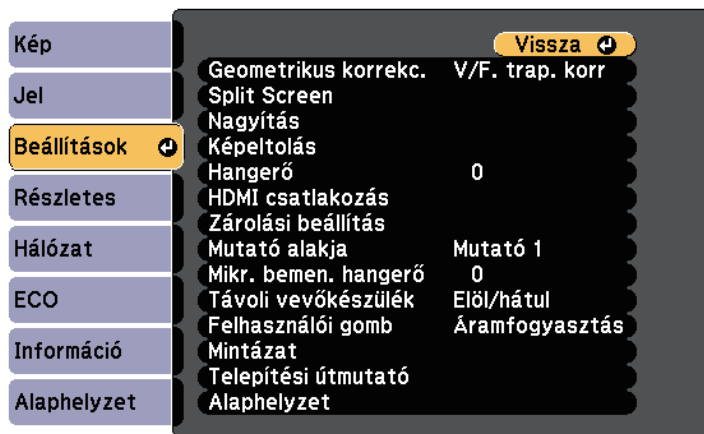 Kép
Jel
Beállítások
Részletes
Hálózat
ECO
Információ
Alaphelyzet
Vissza
Geometrikus korrekc. V/F. trap. korr
Split Screen
Nagyítás
Képeltolás
Hangerő 0
HDMI csatlakozás
Zárolási beállítás
Mutató alakja Mutató 1
Mikr. bemen. hangerő 0
Távoli vevőkészülék Elöl/hátul
Felhasználói gomb Áramfogyasztás
Mintázat
Telepítési útmutató
Alaphelyzet